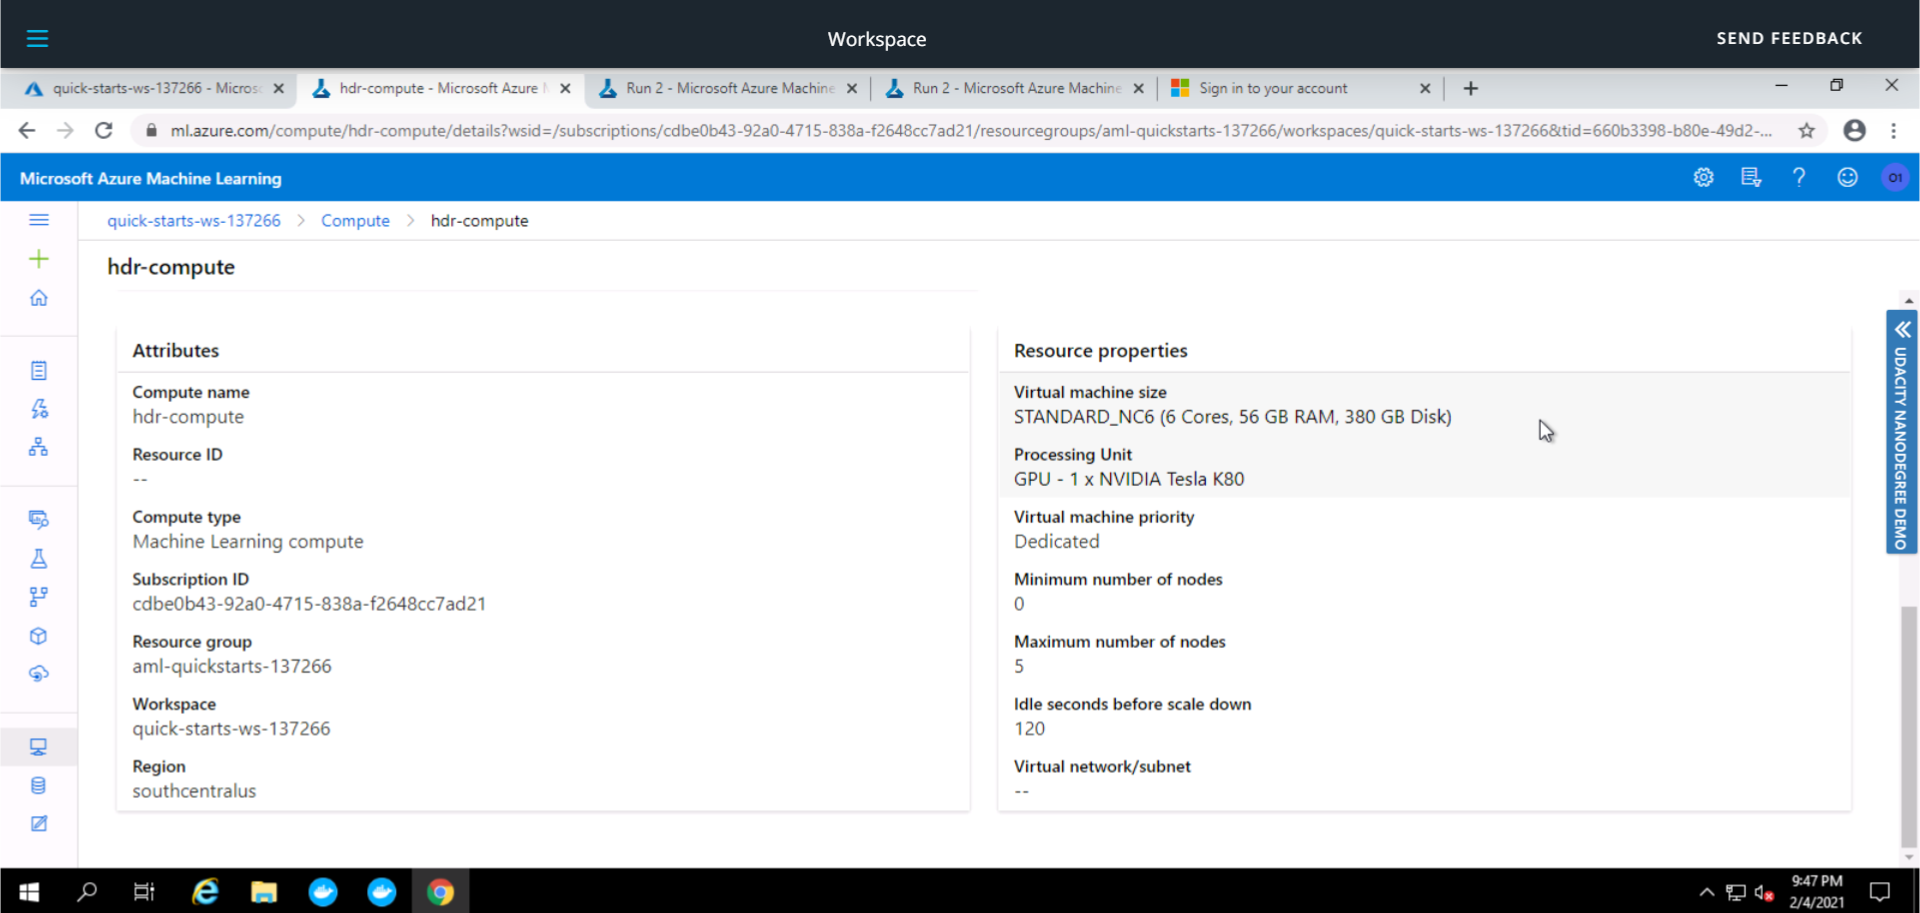 Workspace
SEND FEEDBACK
quick-starts-ws-137266 - Micros
hdr-compute - Microsoft Azure
Run 2 - Microsoft Azure Machine
Run 2 - Microsoft Azure Machine
Sign in to your account
ml.azure.com/compute/hdr-compute/details?wsid=/subscriptions/cdbe0b43-92a0-4715-838a-f2648cc7ad21/resourcegroups/aml-quickstarts-137266/workspaces/quick-starts-ws-137266&tid=660b3398-b80e-49d2-...
Microsoft Azure Machine Learning
O1
quick-starts-ws-137266 > Compute > hdr-compute
hdr-compute
Attributes
Compute name
hdr-compute
Resource ID
--
Compute type
Machine Learning compute
Subscription ID
cdbe0b43-92a0-4715-838a-f2648cc7ad21
Resource group
aml-quickstarts-137266
Workspace
quick-starts-ws-137266
Region
southcentralus
Resource properties
Virtual machine size
STANDARD_NC6 (6 Cores, 56 GB RAM, 380 GB Disk)
Processing Unit
GPU - 1 x NVIDIA Tesla K80
Virtual machine priority
Dedicated
Minimum number of nodes
0
Maximum number of nodes
5
Idle seconds before scale down
120
Virtual network/subnet
--
UDACITY NANODEGREE DEMO
9:47 PM
2/4/2021